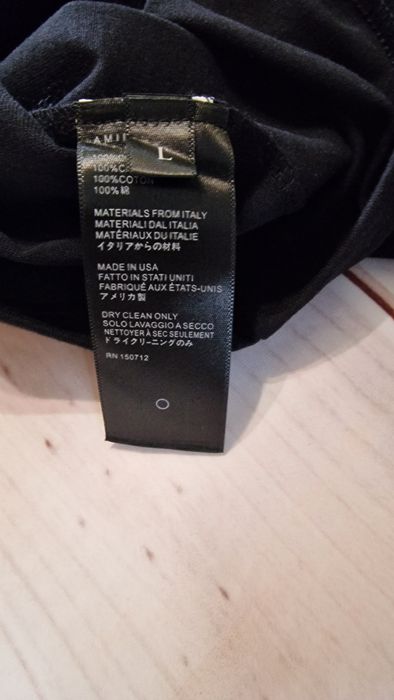 L
100%COTON
100%綿
MATERIALS FROM ITALY
MATERIALI DAL ITALIA
MATÉRIAUX DU ITALIE
イタリアからの材料
MADE IN USA
FATTO IN STATI UNITI
FABRIQUÉ AUX ÉTATS-UNIS
アメリカ製
DRY CLEAN ONLY
SOLO LAVAGGIO A SECCO
NETTOYER À SEC SEULEMENT
ドライクリーニングのみ
RN 150712